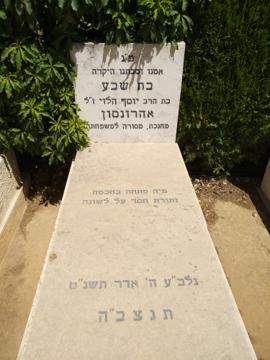 פ.נ.
אמנו וסבתנו היקרה
בת שבע
בת הרב יוסף הלוי ז"ל
אהרונסון
מחנכת, מסורה למשפחתה
פיה פתחה בחכמה
ותורת חסד על לשונה
נלב"ע ה' אדר תשנ"ט
תנצב"ה